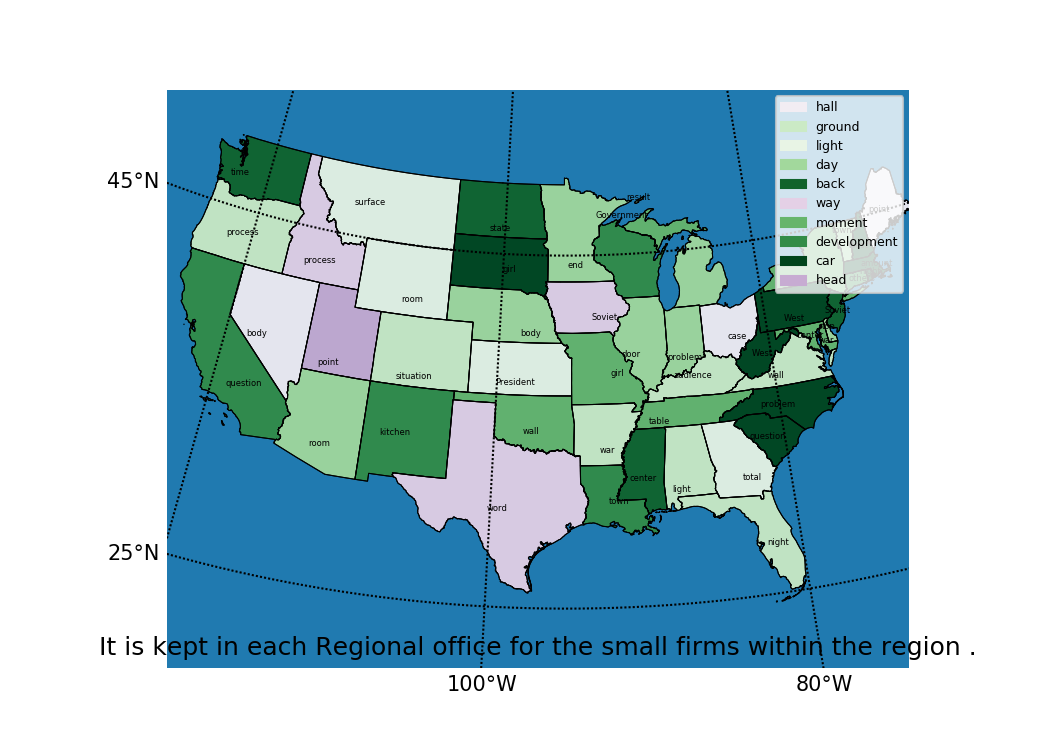 hall
ground
light
day
back
way
moment
development
car
head
45°N
25°N
100°W
80°W
time
process
surface
process
state
girl
result
Government
end
room
body
Soviet
body
question
point
situation
President
door
problem
case
West
Soviet
West
wall
audience
girl
problem
room
kitchen
wall
table
question
war
center
light
total
town
word
night
point
It is kept in each Regional office for the small firms within the region .